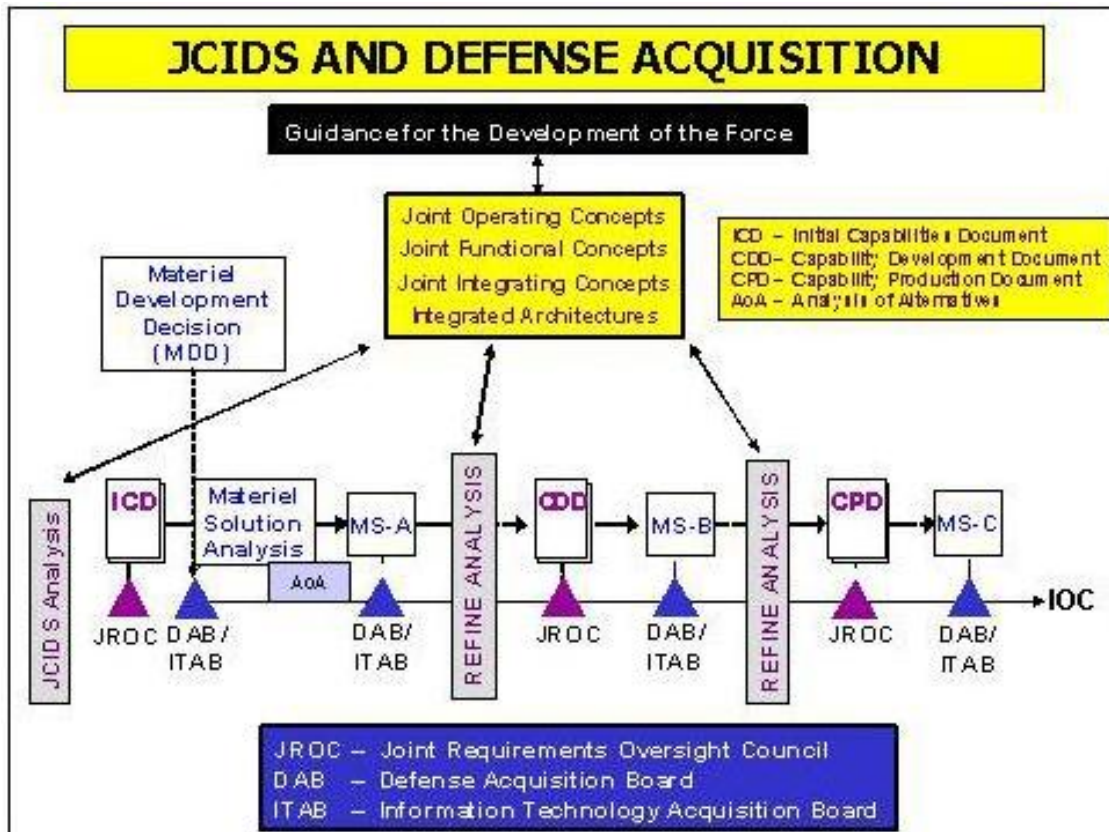 JCIDS AND DEFENSE ACQUISITION
Guidance for the Development of the Force
Joint Operating Concepts
Joint Functional Concepts
Joint Integrating Concepts
Integrated Architectures
ICD – Initial Capabilities Document
CDD – Capability Development Document
CPD – Capability Production Document
AoA – Analysis of Alternatives
Materiel
Development
Decision
(MDD)
JCIDS Analysis
ICD
Materiel
Solution
Analysis
AoA
MS-A
REFINE ANALYSIS
CDD
MS-B
REFINE ANALYSIS
CPD
MS-C
IOC
JROC
DAB/
ITAB
DAB/
ITAB
JROC
DAB/
ITAB
JROC
DAB/
ITAB
JROC – Joint Requirements Oversight Council
DAB – Defense Acquisition Board
ITAB – Information Technology Acquisition Board